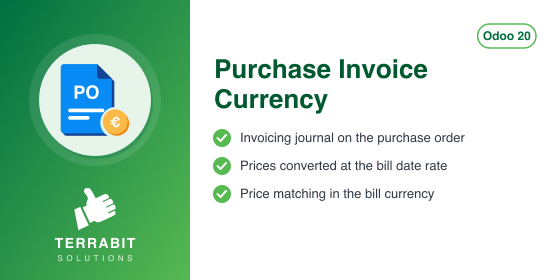 Odoo 20
PO
€
Purchase Invoice
Currency
Invoicing journal on the purchase order
Prices converted at the bill date rate
Price matching in the bill currency
TERRABIT
SOLUTIONS